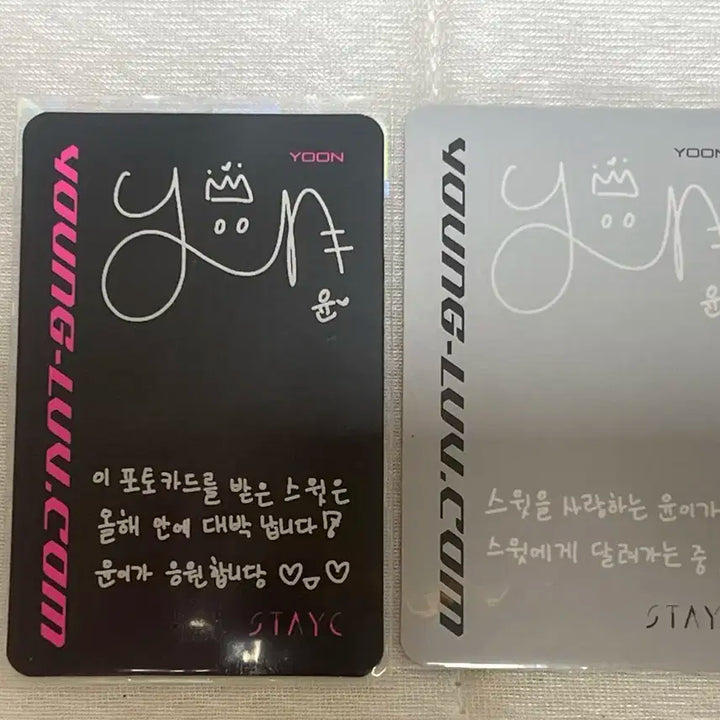 YOUNG-LUV.COM
YOON
yoon
윤
이 포토카드를 받은 스윗은
올해 안에 대박 납니다!
윤이가 응원합니다
STAYC
YOUNG-LUV.COM
YOON
yoon
윤
스윗을 사랑하는 윤이가
스윗에게 달려가는 중
STAYC